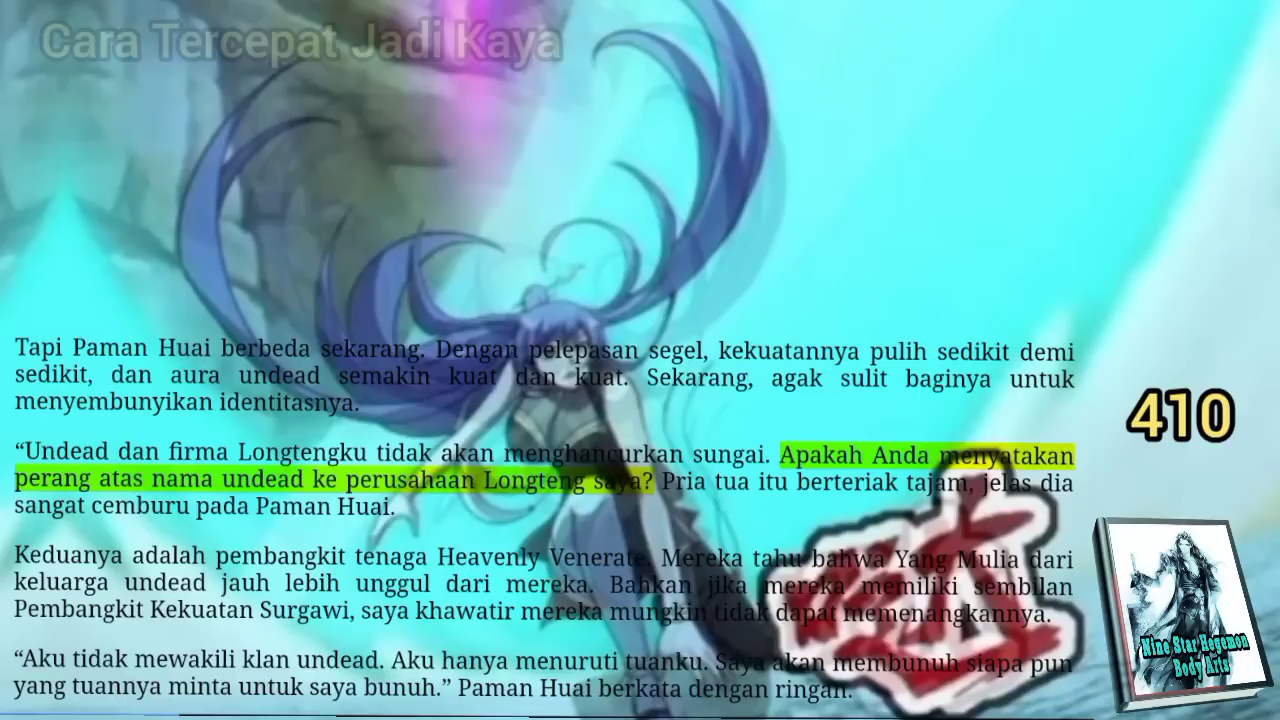 Cara Tercepat Jadi Kaya
Tapi Paman Huai berbeda sekarang. Dengan pelepasan segel, kekuatannya pulih sedikit demi
sedikit, dan aura undead semakin kuat dan kuat. Sekarang, agak sulit baginya untuk
menyembunyikan identitasnya.
“Undead dan firma Longtengku tidak akan menghancurkan sungai. Apakah Anda menyatakan
perang atas nama undead ke perusahaan Longteng saya? Pria tua itu berteriak tajam, jelas dia
sangat cemburu pada Paman Huai.
Keduanya adalah pembangkit tenaga Heavenly Venerate. Mereka tahu bahwa Yang Mulia dari
keluarga undead jauh lebih unggul dari mereka. Bahkan jika mereka memiliki sembilan
Pembangkit Kekuatan Surgawi, saya khawatir mereka mungkin tidak dapat memenangkannya.
“Aku tidak mewakili klan undead. Aku hanya menuruti tuanku. Saya akan membunuh siapa pun
yang tuannya minta untuk saya bunuh.” Paman Huai berkata dengan ringan.
410
Nine Star Hegemon
Body Arts